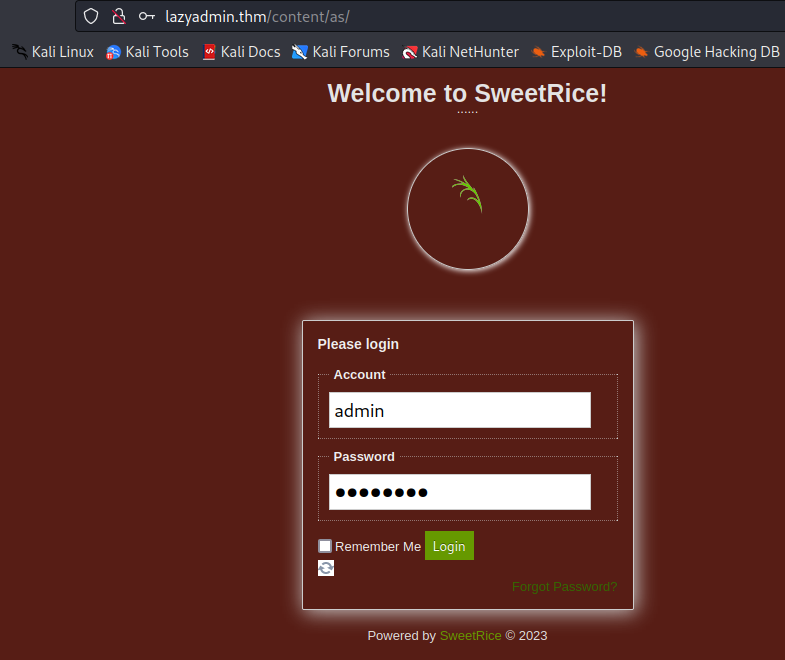 lazyadmin.thm/content/as/
Kali Linux Kali Tools Kali Docs Kali Forums Kali NetHunter Exploit-DB Google Hacking DB
Welcome to SweetRice!
......
Please login
Account
admin
Password
●●●●●●●●
Remember Me Login
Forgot Password?
Powered by SweetRice © 2023